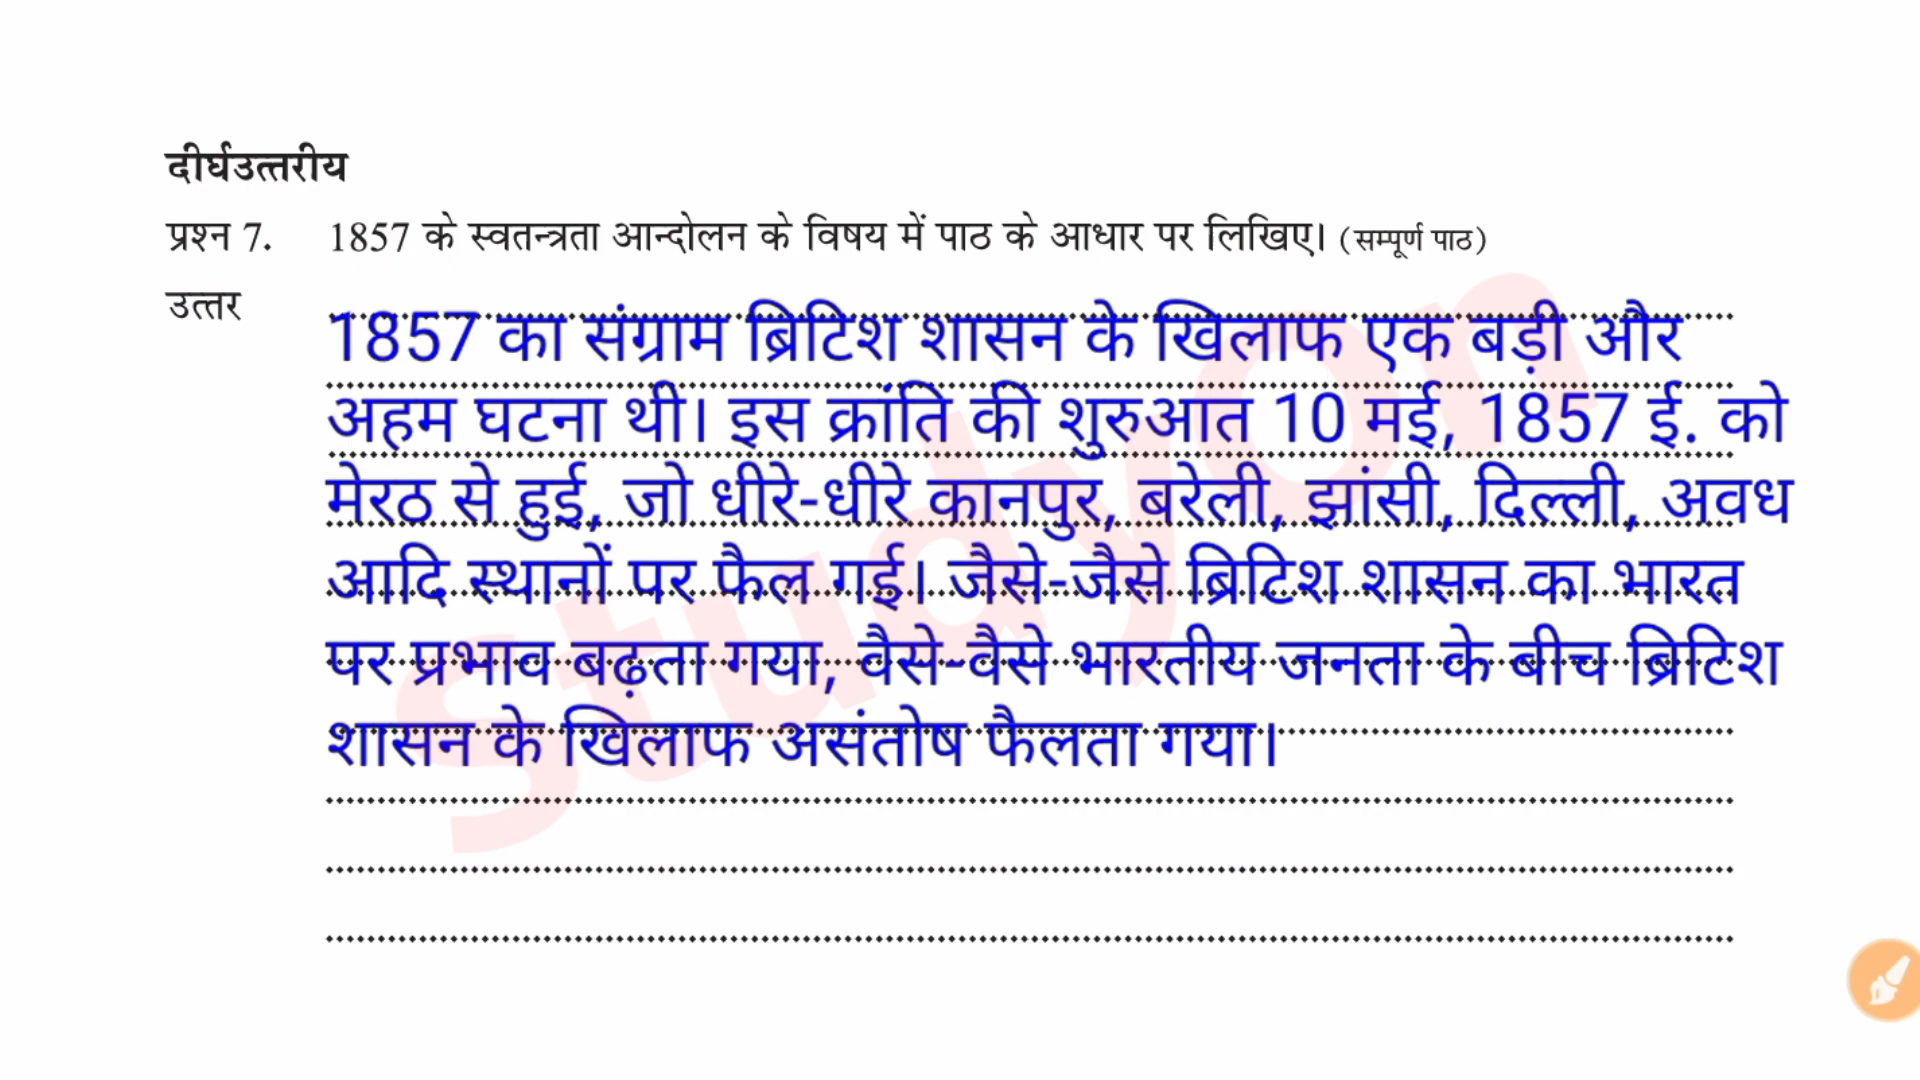 दीर्घउत्तरीय
प्रश्न 7. 1857 के स्वतन्त्रता आन्दोलन के विषय में पाठ के आधार पर लिखिए। (सम्पूर्ण पाठ)
उत्तर
1857 का संग्राम ब्रिटिश शासन के खिलाफ एक बड़ी और
अहम घटना थी। इस क्रांति की शुरुआत 10 मई, 1857 ई. को
मेरठ से हुई, जो धीरे-धीरे कानपुर, बरेली, झांसी, दिल्ली, अवध
आदि स्थानों पर फैल गई। जैसे-जैसे ब्रिटिश शासन का भारत
पर प्रभाव बढ़ता गया, वैसे-वैसे भारतीय जनता के बीच ब्रिटिश
शासन के खिलाफ असंतोष फैलता गया।
studyon